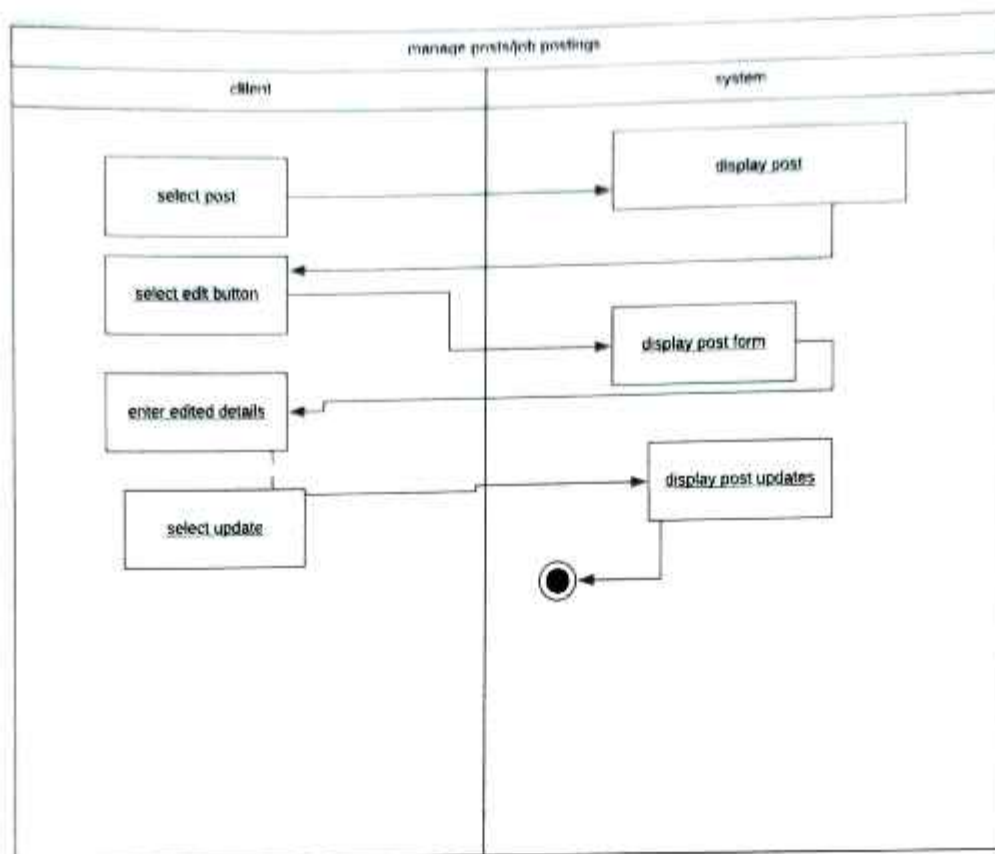 manage posts/job postings
client
system
select post
display post
select edit button
display post form
enter edited details
display post updates
select update